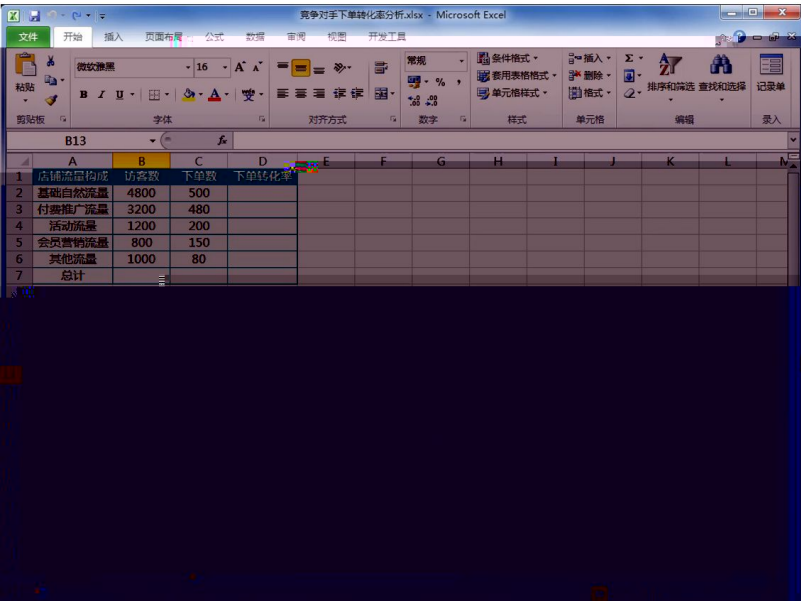 竞争对手下单转化率分析.xlsx - Microsoft Excel
文件 开始 插入 页面布局 公式 数据 审阅 视图 开发工具
粘贴 微软雅黑 16 A A 常规 条件格式 插入 Σ
B I U A % , 套用表格格式 删除 排序和筛选 查找和选择 记录单
单元格样式 格式
剪贴板 字体 对齐方式 数字 样式 单元格 编辑 录入
B13 fx
A B C D E F G H I J K L
1 店铺流量构成 访客数 下单数 下单转化率
2 基础自然流量 4800 500
3 付费推广流量 3200 480
4 活动流量 1200 200
5 会员营销流量 800 150
6 其他流量 1000 80
7 总计